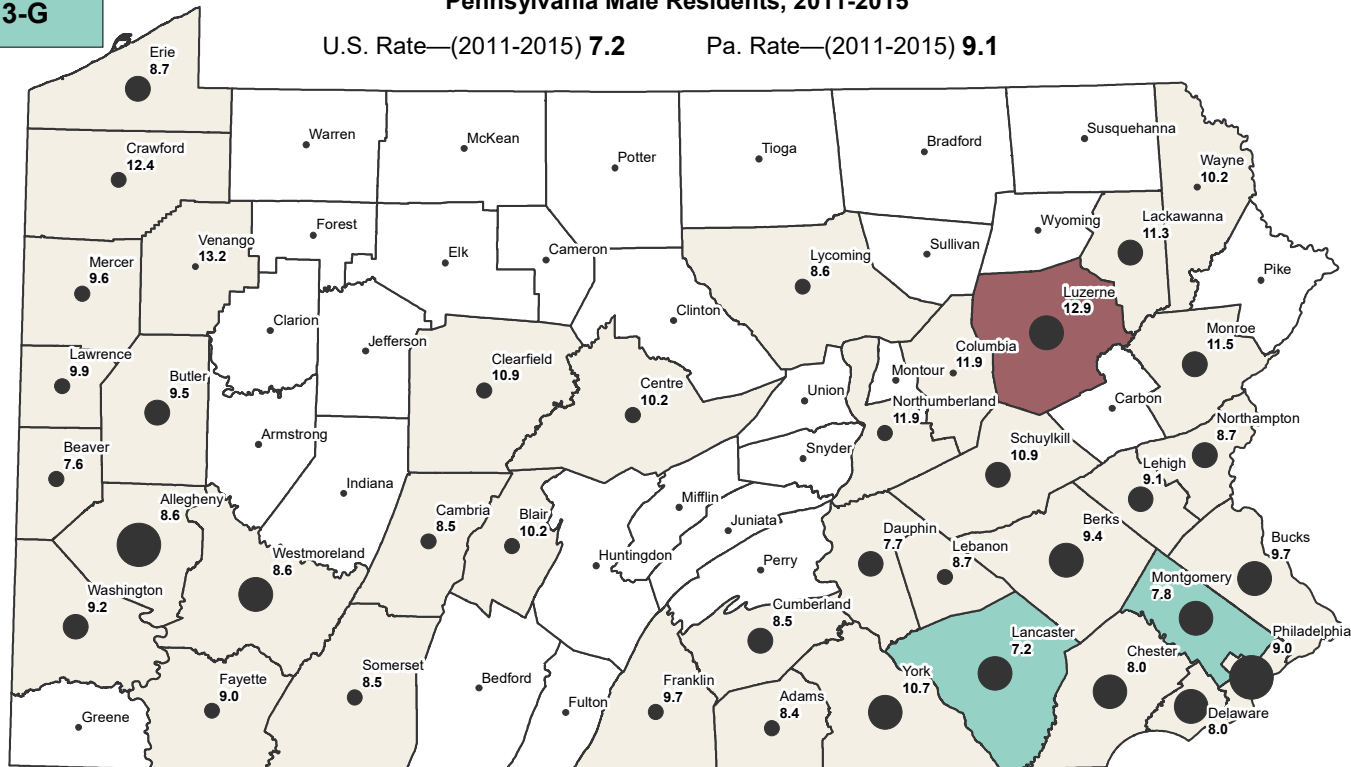 3-G
Pennsylvania Male Residents, 2011-2015
U.S. Rate—(2011-2015) 7.2
Pa. Rate—(2011-2015) 9.1
Erie
8.7
Warren
McKean
Potter
Tioga
Bradford
Susquehanna
Wayne
10.2
Crawford
12.4
Forest
Elk
Cameron
Wyoming
Lackawanna
11.3
Venango
13.2
Mercer
9.6
Lycoming
8.6
Sullivan
Pike
Luzerne
12.9
Clarion
Jefferson
Clinton
Monroe
11.5
Lawrence
9.9
Butler
9.5
Clearfield
10.9
Centre
10.2
Columbia
11.9
Montour
Union
Northumberland
11.9
Carbon
Northampton
8.7
Armstrong
Beaver
7.6
Snyder
Schuylkill
10.9
Lehigh
9.1
Indiana
Allegheny
8.6
Cambria
8.5
Blair
10.2
Mifflin
Juniata
Dauphin
7.7
Lebanon
8.7
Berks
9.4
Bucks
9.7
Westmoreland
8.6
Huntingdon
Perry
Washington
9.2
Montgomery
7.8
Cumberland
8.5
Lancaster
7.2
Philadelphia
9.0
Chester
8.0
Somerset
8.5
Fayette
9.0
Bedford
Fulton
Franklin
9.7
Adams
8.4
York
10.7
Greene
Delaware
8.0